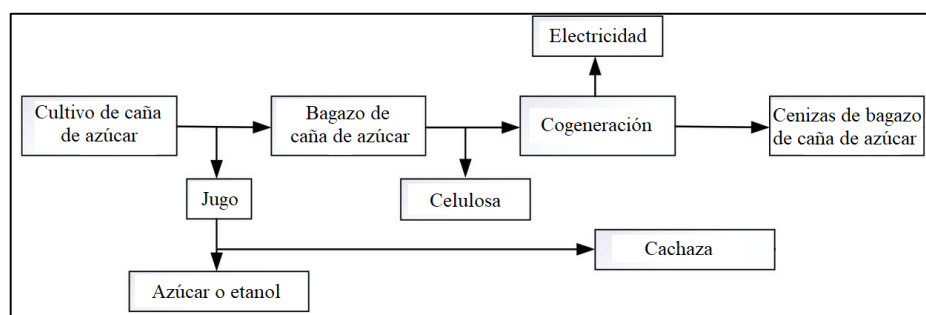 Electricidad
Cultivo de caña
de azúcar
Bagazo de
caña de azúcar
Cogeneración
Cenizas de bagazo
de caña de azúcar
Jugo
Celulosa
Cachaza
Azúcar o etanol